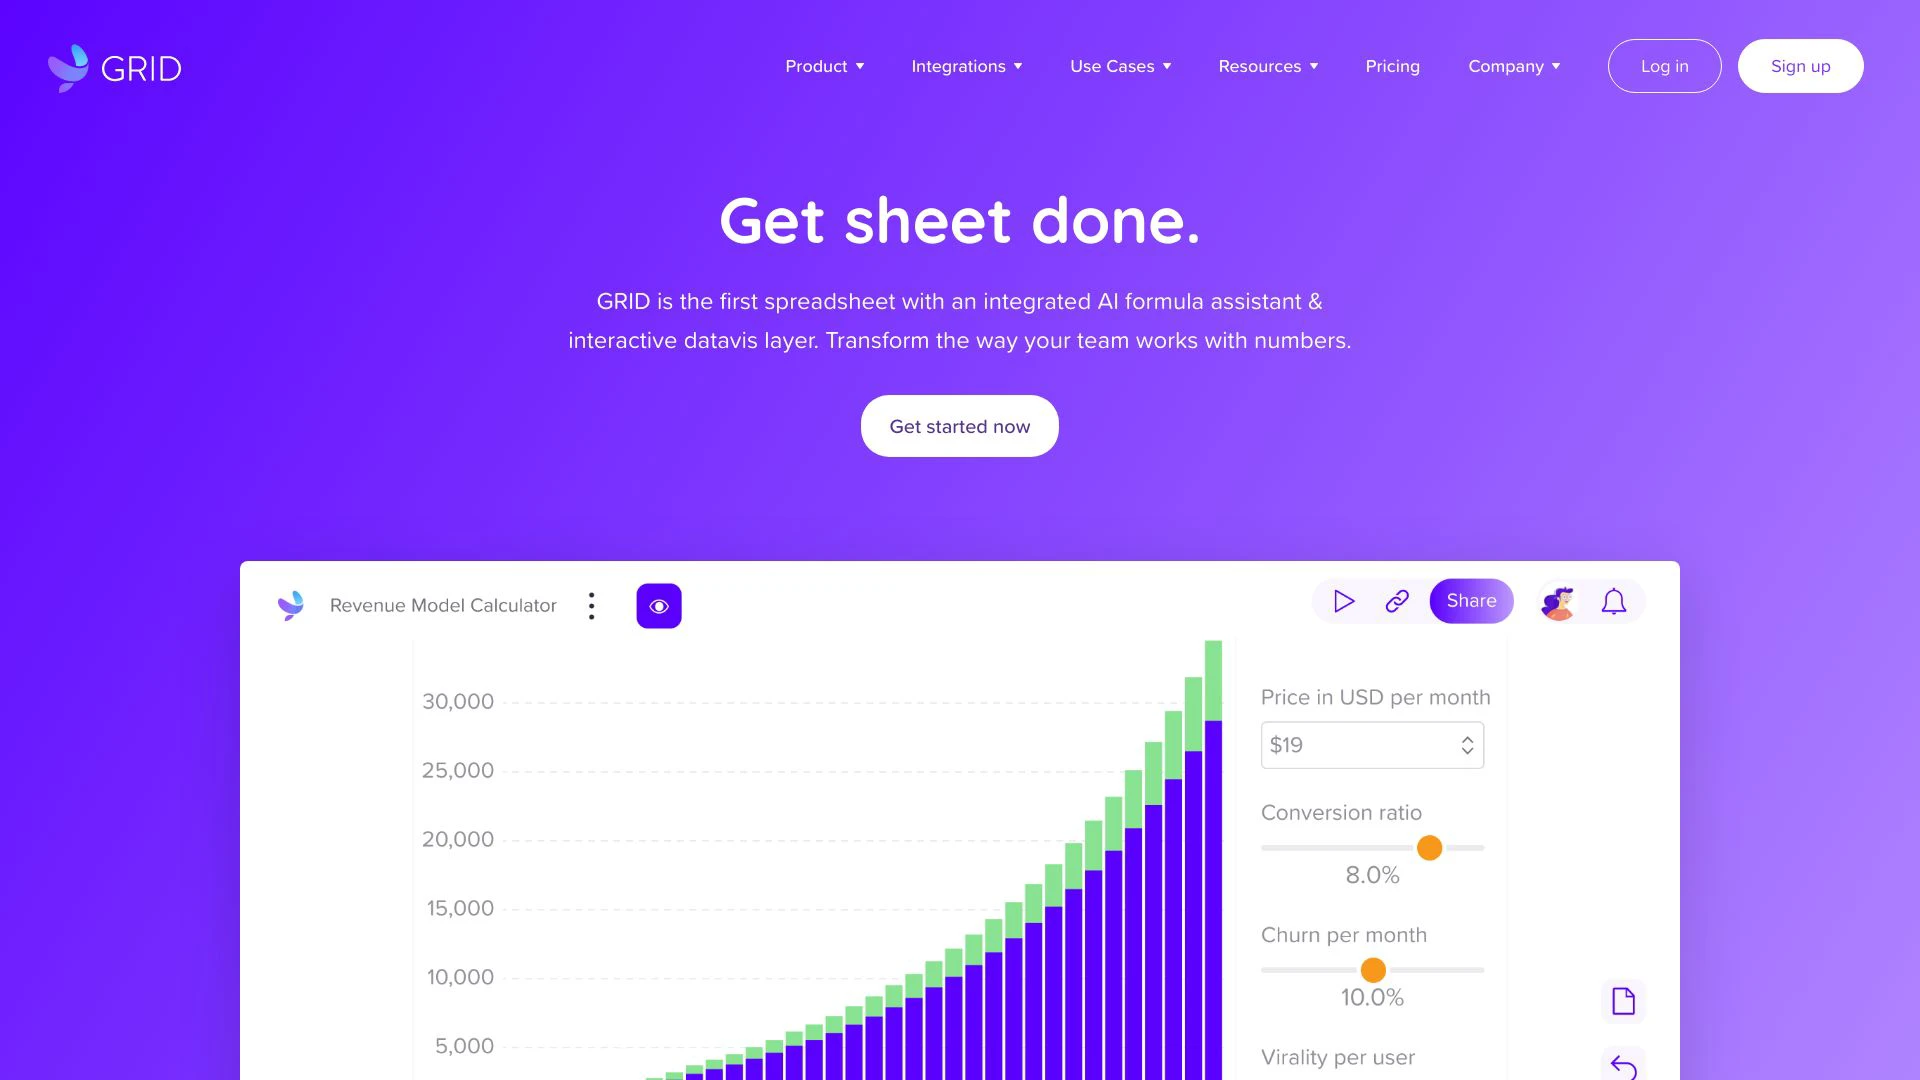 GRID
Product
Integrations
Use Cases
Resources
Pricing
Company
Log in
Sign up
Get sheet done.
GRID is the first spreadsheet with an integrated AI formula assistant &
interactive datavis layer. Transform the way your team works with numbers.
Get started now
Revenue Model Calculator
Share
30,000
25,000
20,000
15,000
10,000
5,000
Price in USD per month
$19
Conversion ratio
8.0%
Churn per month
10.0%
Virality per user